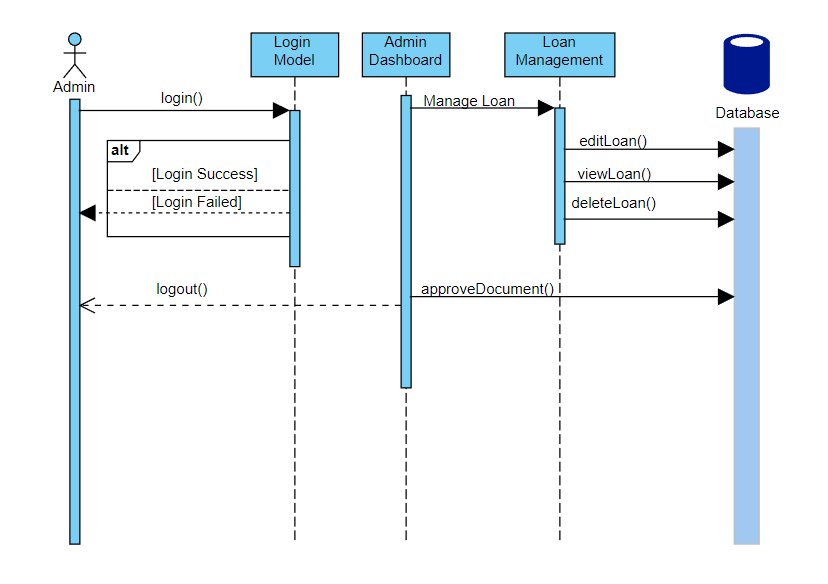 Login
Model
Admin
Dashboard
Loan
Management
Admin
Database
login()
Manage Loan
alt
[Login Success]
[Login Failed]
editLoan()
viewLoan()
deleteLoan()
logout()
approveDocument()